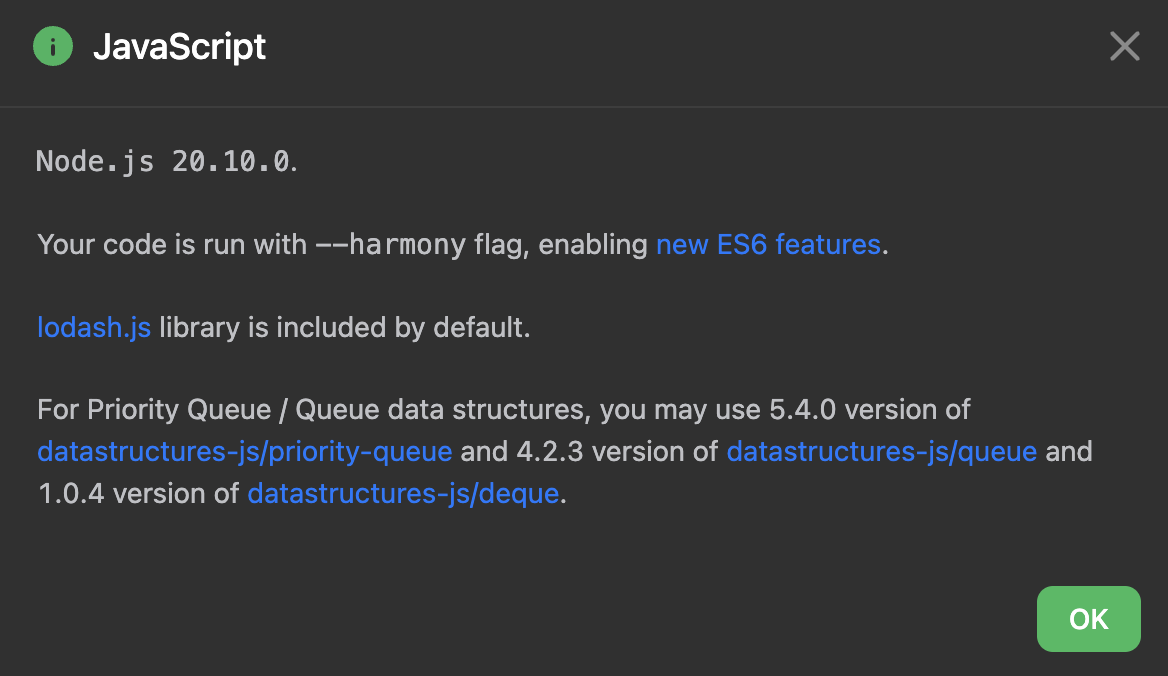 JavaScript
Node.js 20.10.0.
Your code is run with --harmony flag, enabling new ES6 features.
lodash.js library is included by default.
For Priority Queue / Queue data structures, you may use 5.4.0 version of
datastructures-js/priority-queue and 4.2.3 version of datastructures-js/queue and
1.0.4 version of datastructures-js/deque.
OK